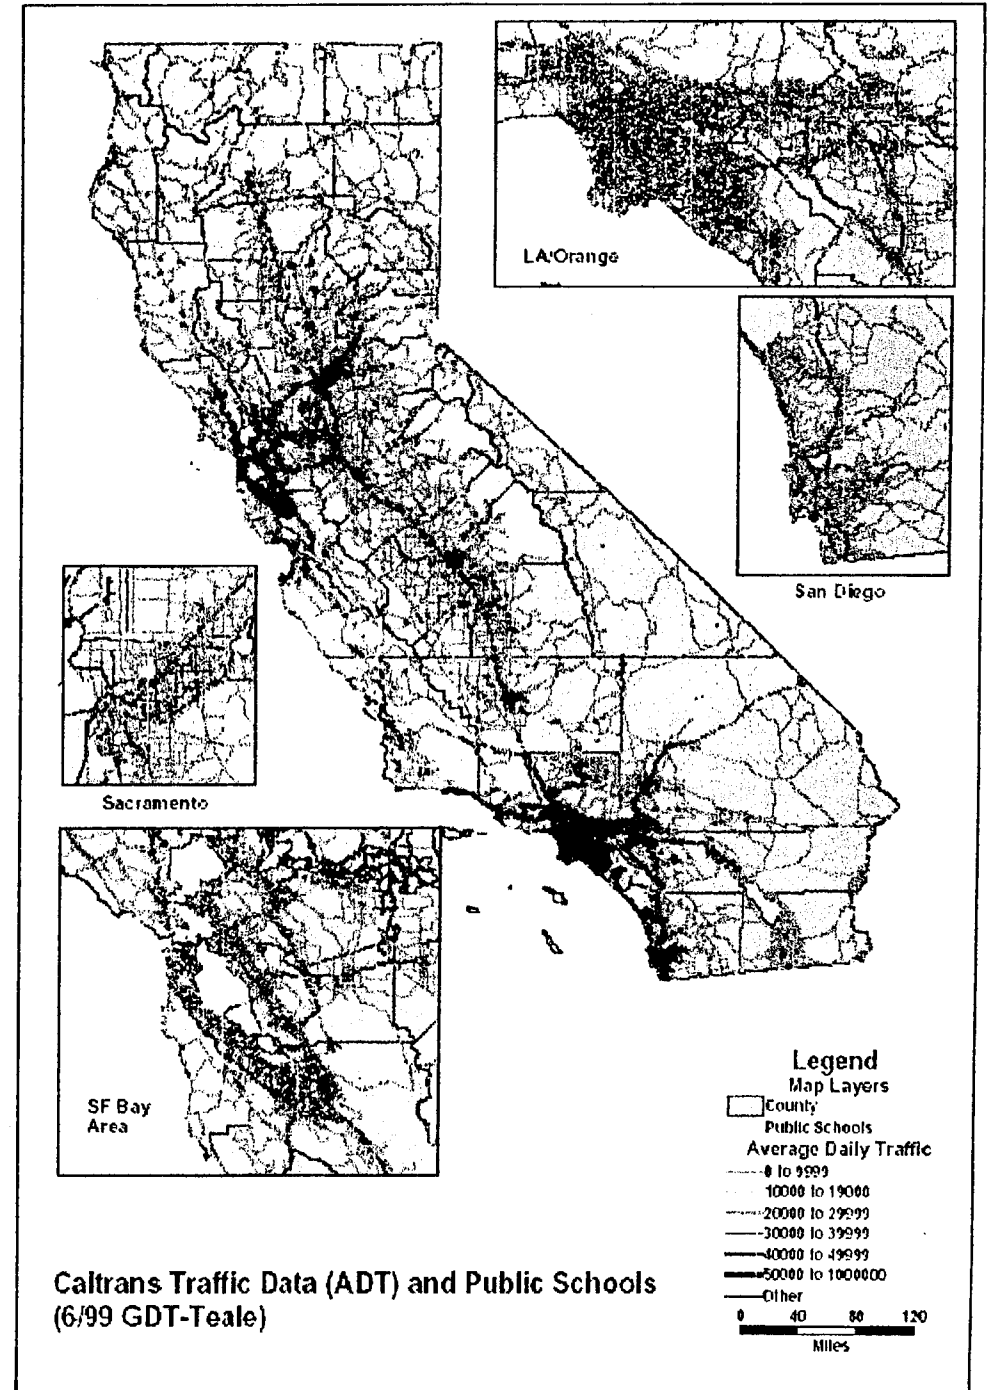 LA/Orange
San Diego
Sacramento
SF Bay
Area
Legend
Map Layers
County
Public Schools
Average Daily Traffic
0 to 9999
10000 to 19000
20000 to 29999
30000 to 39999
40000 to 49999
50000 to 1000000
Other
0 40 80 120
Miles
Caltrans Traffic Data (ADT) and Public Schools
(6/99 GDT-Teale)